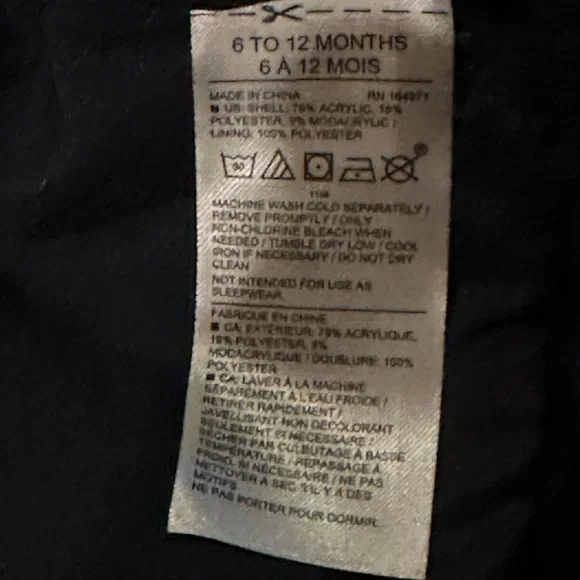 6 TO 12 MONTHS
6 À 12 MOIS
MADE IN CHINA RN 164971
US: SHELL: 79% ACRYLIC, 18%
POLYESTER, 3% MODACRYLIC /
LINING: 100% POLYESTER
MACHINE WASH COLD SEPARATELY /
REMOVE PROMPTLY / ONLY
NON-CHLORINE BLEACH WHEN
NEEDED / TUMBLE DRY LOW / COOL
IRON IF NECESSARY / DO NOT DRY
CLEAN
NOT INTENDED FOR USE AS
SLEEPWEAR.
FABRIQUÉ EN CHINE
CA: EXTÉRIEUR: 79% ACRYLIQUE,
18% POLYESTER, 3%
MODACRYLIQUE / DOUBLURE: 100%
POLYESTER
CA: LAVER À LA MACHINE
SÉPARÉMENT À L'EAU FROIDE /
RETIRER RAPIDEMENT /
JAVELLISANT NON DÉCOLORANT
SEULEMENT SI NÉCESSAIRE /
SÉCHER PAR CULBUTAGE À BASSE
TEMPÉRATURE / REPASSAGE À
FROID, SI NÉCESSAIRE / NE PAS
NETTOYER À SEC S'IL Y A DES
MOTIFS
NE PAS PORTER POUR DORMIR.